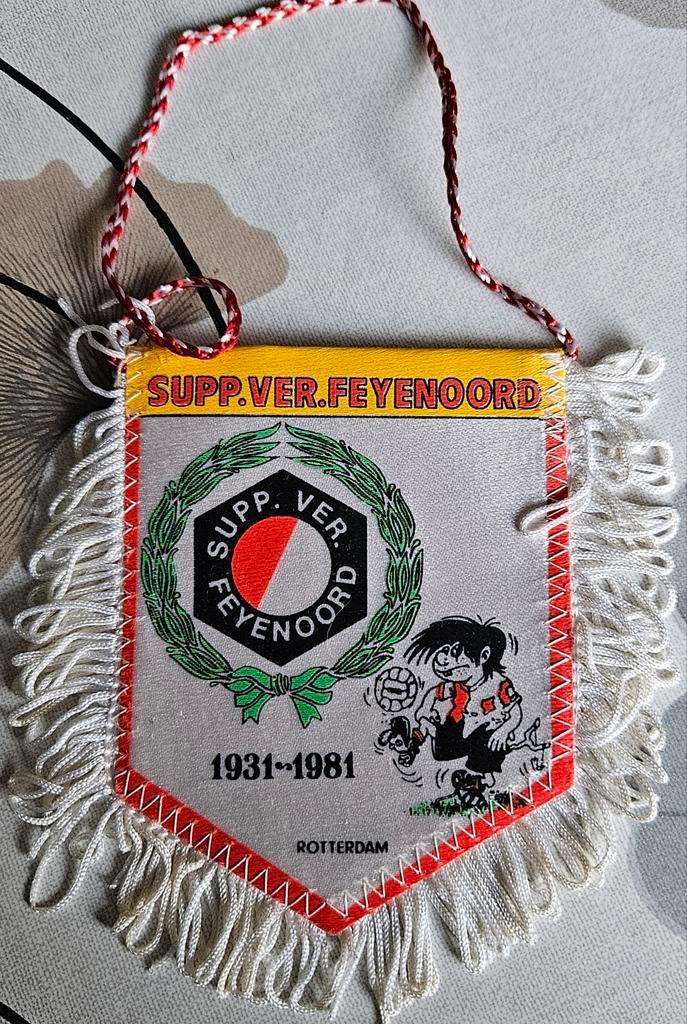 SUPP.VER.FEYENOORD
SUPP. VER.
FEYENOORD
1931~1981
ROTTERDAM